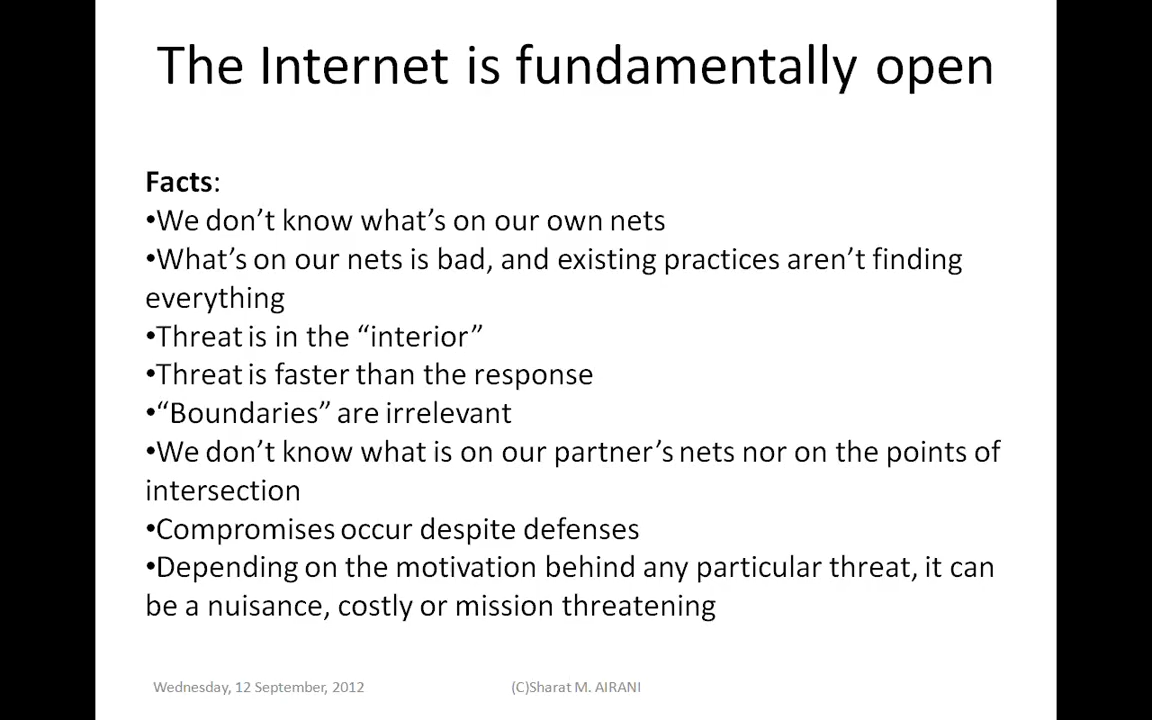 The Internet is fundamentally open
Facts:
•We don’t know what’s on our own nets
•What’s on our nets is bad, and existing practices aren’t finding
everything
•Threat is in the “interior”
•Threat is faster than the response
•“Boundaries” are irrelevant
•We don’t know what is on our partner’s nets nor on the points of
intersection
•Compromises occur despite defenses
•Depending on the motivation behind any particular threat, it can
be a nuisance, costly or mission threatening
Wednesday, 12 September, 2012 (C)Sharat M. AIRANI